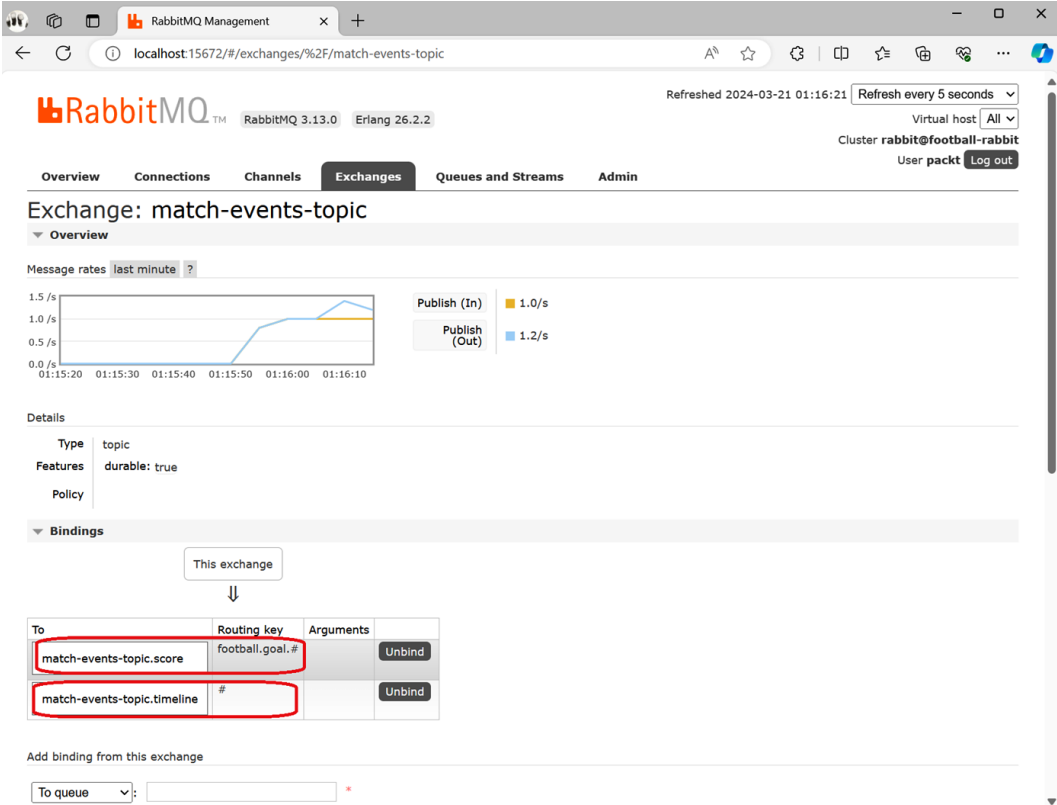 RabbitMQ Management
localhost:15672/#/exchanges/%2F/match-events-topic
RabbitMQ TM RabbitMQ 3.13.0 Erlang 26.2.2
Refreshed 2024-03-21 01:16:21 Refresh every 5 seconds
Virtual host All
Cluster rabbit@football-rabbit
User packt Log out
Overview Connections Channels Exchanges Queues and Streams Admin
Exchange: match-events-topic
Overview
Message rates last minute ?
1.5 /s
1.0 /s
0.5 /s
0.0 /s
01:15:20 01:15:30 01:15:40 01:15:50 01:16:00 01:16:10
Publish (In) 1.0/s
Publish (Out) 1.2/s
Details
Type topic
Features durable: true
Policy
Bindings
This exchange
⇓
To Routing key Arguments
match-events-topic.score football.goal.# Unbind
match-events-topic.timeline # Unbind
Add binding from this exchange
To queue : *